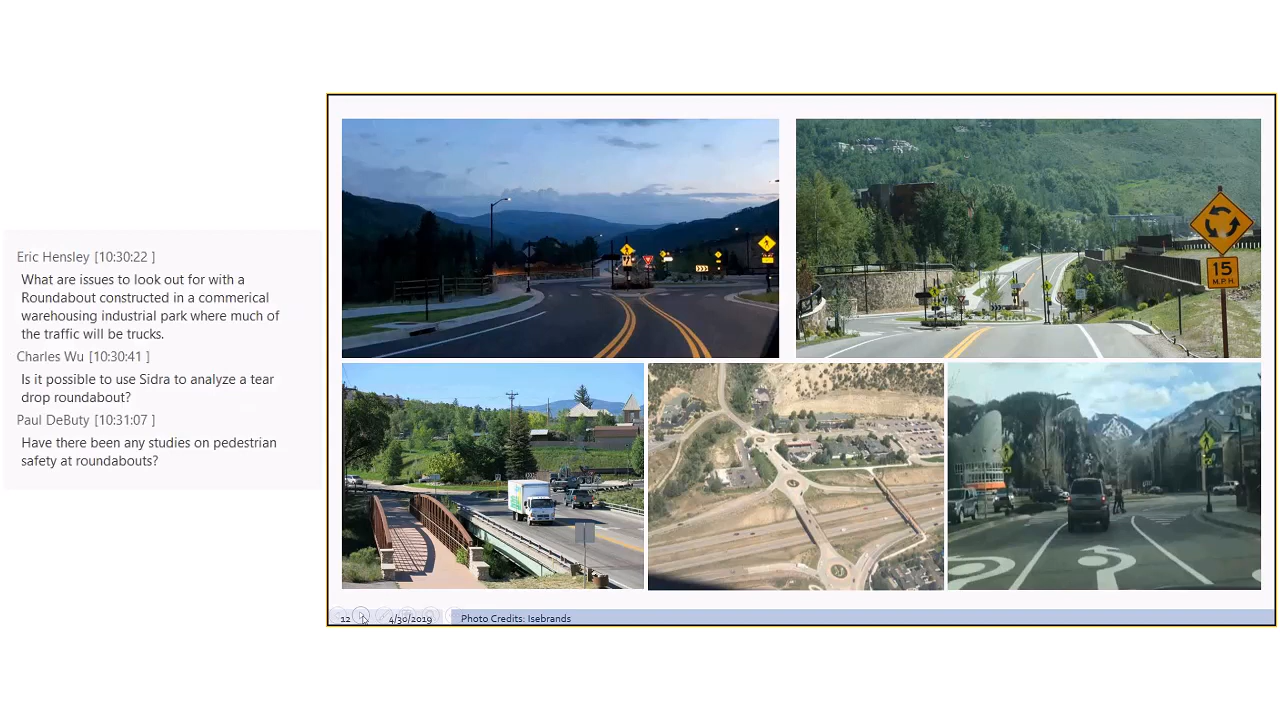 Eric Hensley [10:30:22 ]
What are issues to look out for with a
Roundabout constructed in a commerical
warehousing industrial park where much of
the traffic will be trucks.
Charles Wu [10:30:41 ]
Is it possible to use Sidra to analyze a tear
drop roundabout?
Paul DeButy [10:31:07 ]
Have there been any studies on pedestrian
safety at roundabouts?
15
M.P.H.
12
4/30/2019
Photo Credits: Isebrands